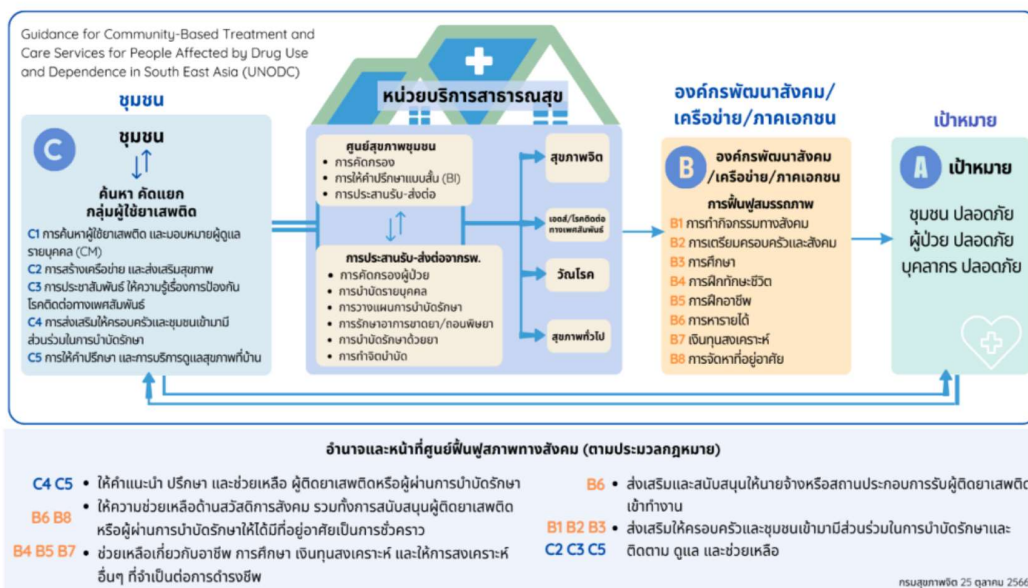 Guidance for Community-Based Treatment and
Care Services for People Affected by Drug Use
and Dependence in South East Asia (UNODC)
ชุมชน
C
ชุมชน
ค้นหา คัดแยก
กลุ่มผู้ใช้ยาเสพติด
C1 การค้นหาผู้ใช้ยาเสพติด และมอบหมายผู้ดูแล
รายบุคคล (CM)
C2 การสร้างเครือข่าย และส่งเสริมสุขภาพ
C3 การประชาสัมพันธ์ ให้ความรู้เรื่องการป้องกัน
โรคติดต่อทางเพศสัมพันธ์
C4 การส่งเสริมให้ครอบครัวและชุมชนเข้ามามี
ส่วนร่วมในการบำบัดรักษา
C5 การให้คำปรึกษา และการบริการดูแลสุขภาพที่บ้าน
หน่วยบริการสาธารณสุข
ศูนย์สุขภาพชุมชน
• การคัดกรอง
• การให้คำปรึกษาแบบสั้น (BI)
• การประสานรับ-ส่งต่อ
การประสานรับ-ส่งต่อจากรพ.
• การคัดกรองผู้ป่วย
• การบำบัดรายบุคคล
• การวางแผนการบำบัดรักษา
• การรักษาอาการขาดยา/ถอนพิษยา
• การบำบัดรักษาด้วยยา
• การทำจิตบำบัด
สุขภาพจิต
เอดส์/โรคติดต่อ
ทางเพศสัมพันธ์
วัณโรค
สุขภาพทั่วไป
องค์กรพัฒนาสังคม/
เครือข่าย/ภาคเอกชน
B
องค์กรพัฒนาสังคม
/เครือข่าย/ภาคเอกชน
การฟื้นฟูสมรรถภาพ
B1 การทำกิจกรรมทางสังคม
B2 การเตรียมครอบครัวและสังคม
B3 การศึกษา
B4 การฝึกทักษะชีวิต
B5 การฝึกอาชีพ
B6 การหารายได้
B7 เงินทุนสงเคราะห์
B8 การจัดหาที่อยู่อาศัย
เป้าหมาย
A
เป้าหมาย
ชุมชน ปลอดภัย
ผู้ป่วย ปลอดภัย
บุคลากร ปลอดภัย
อำนาจและหน้าที่ศูนย์ฟื้นฟูสภาพทางสังคม (ตามประมวลกฎหมาย)
C4 C5 • ให้คำแนะนำ ปรึกษา และช่วยเหลือ ผู้ติดยาเสพติดหรือผู้ผ่านการบำบัดรักษา
B6 B8 • ให้ความช่วยเหลือด้านสวัสดิการสังคม รวมทั้งการสนับสนุนผู้ติดยาเสพติด
หรือผู้ผ่านการบำบัดรักษาให้ได้มีที่อยู่อาศัยเป็นการชั่วคราว
B4 B5 B7 • ช่วยเหลือเกี่ยวกับอาชีพ การศึกษา เงินทุนสงเคราะห์ และให้การสงเคราะห์
อื่นๆ ที่จำเป็นต่อการดำรงชีพ
B6 • ส่งเสริมและสนับสนุนให้นายจ้างหรือสถานประกอบการรับผู้ติดยาเสพติด
เข้าทำงาน
B1 B2 B3 • ส่งเสริมให้ครอบครัวและชุมชนเข้ามามีส่วนร่วมในการบำบัดรักษาและ
C2 C3 C5 ติดตาม ดูแล และช่วยเหลือ
กรมสุขภาพจิต 25 ตุลาคม 2566